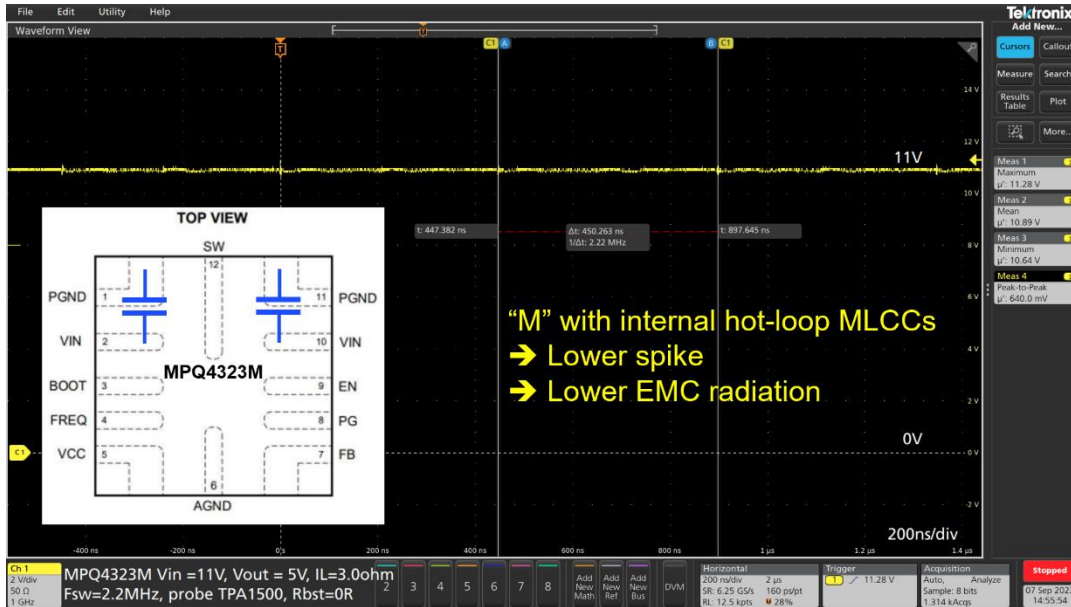 File Edit Utility Help
Tektronix
Waveform View
Add New...
T
U
C1 A
B C1
Cursors
Callout
Measure
Search
Results Table
Plot
More...
14 V
12 V
11V
10 V
8 V
6 V
4 V
2 V
0V
-2 V
Meas 1
Maximum
µ': 11.28 V
Meas 2
Mean
µ': 10.89 V
Meas 3
Minimum
µ': 10.64 V
Meas 4
Peak-to-Peak
µ': 640.0 mV
t: 447.382 ns
Δt: 450.263 ns
1/Δt: 2.22 MHz
t: 897.645 ns
TOP VIEW
SW
12
PGND 1
11 PGND
VIN 2
10 VIN
MPQ4323M
BOOT 3
9 EN
FREQ 4
8 PG
VCC 5
7 FB
6
AGND
"M" with internal hot-loop MLCCs
➔ Lower spike
➔ Lower EMC radiation
C1
200ns/div
-400 ns
-200 ns
0 s
200 ns
400 ns
600 ns
800 ns
1 µs
1.2 µs
1.4 µs
Ch 1
2 V/div
50 Ω
1 GHz
MPQ4323M Vin =11V, Vout = 5V, IL=3.0ohm
Fsw=2.2MHz, probe TPA1500, Rbst=0R
2 3 4 5 6 7 8
Add New Math
Add New Ref
Add New Bus
DVM
Horizontal
200 ns/div 2 µs
SR: 6.25 GS/s 160 ps/pt
RL: 12.5 kpts 28%
Trigger
1 11.28 V
Acquisition
Auto, Analyze
Sample: 8 bits
1.314 kAcqs
Stopped
07 Sep 202
14:55:54